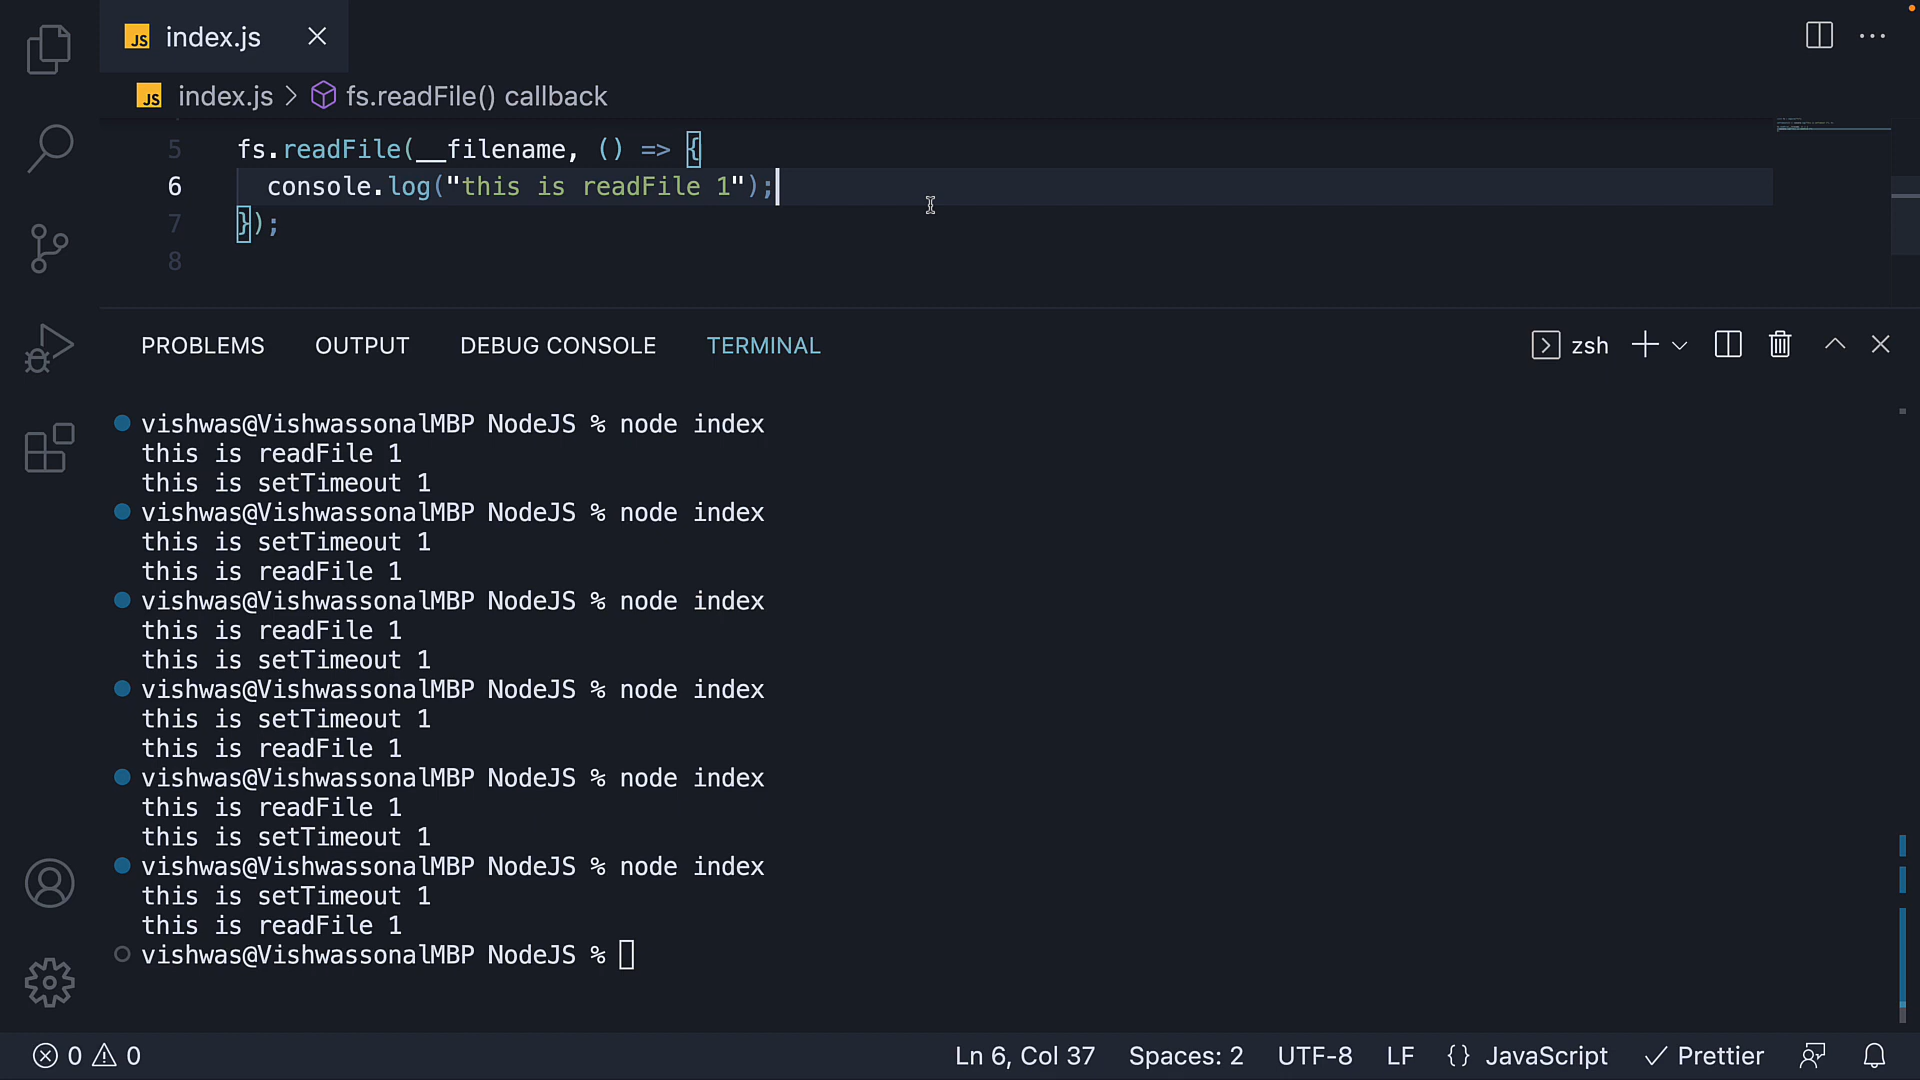 JS index.js
JS index.js > fs.readFile() callback
5 fs.readFile(__filename, () => {
6 console.log("this is readFile 1");
7 });
8
PROBLEMS OUTPUT DEBUG CONSOLE TERMINAL zsh
vishwas@VishwassonalMBP NodeJS % node index
this is readFile 1
this is setTimeout 1
vishwas@VishwassonalMBP NodeJS % node index
this is setTimeout 1
this is readFile 1
vishwas@VishwassonalMBP NodeJS % node index
this is readFile 1
this is setTimeout 1
vishwas@VishwassonalMBP NodeJS % node index
this is setTimeout 1
this is readFile 1
vishwas@VishwassonalMBP NodeJS % node index
this is readFile 1
this is setTimeout 1
vishwas@VishwassonalMBP NodeJS % node index
this is setTimeout 1
this is readFile 1
vishwas@VishwassonalMBP NodeJS %
0 0 Ln 6, Col 37 Spaces: 2 UTF-8 LF {} JavaScript Prettier